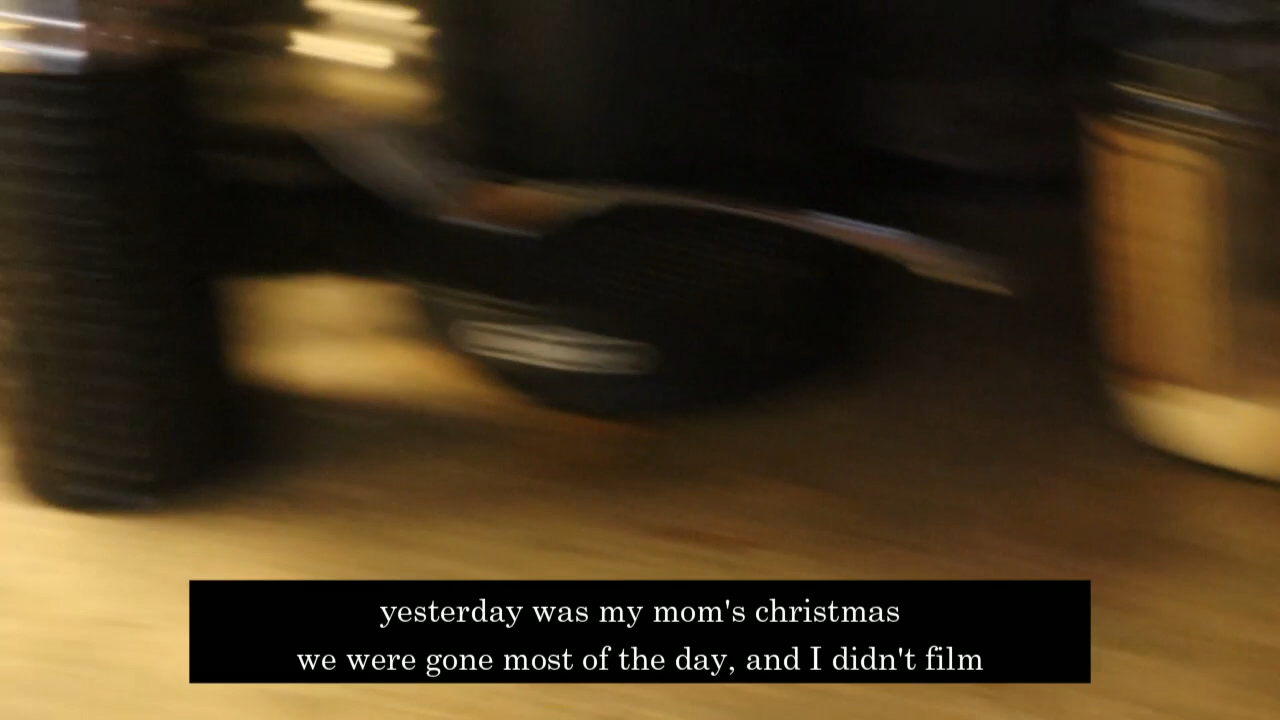 yesterday was my mom's christmas
we were gone most of the day, and I didn't film